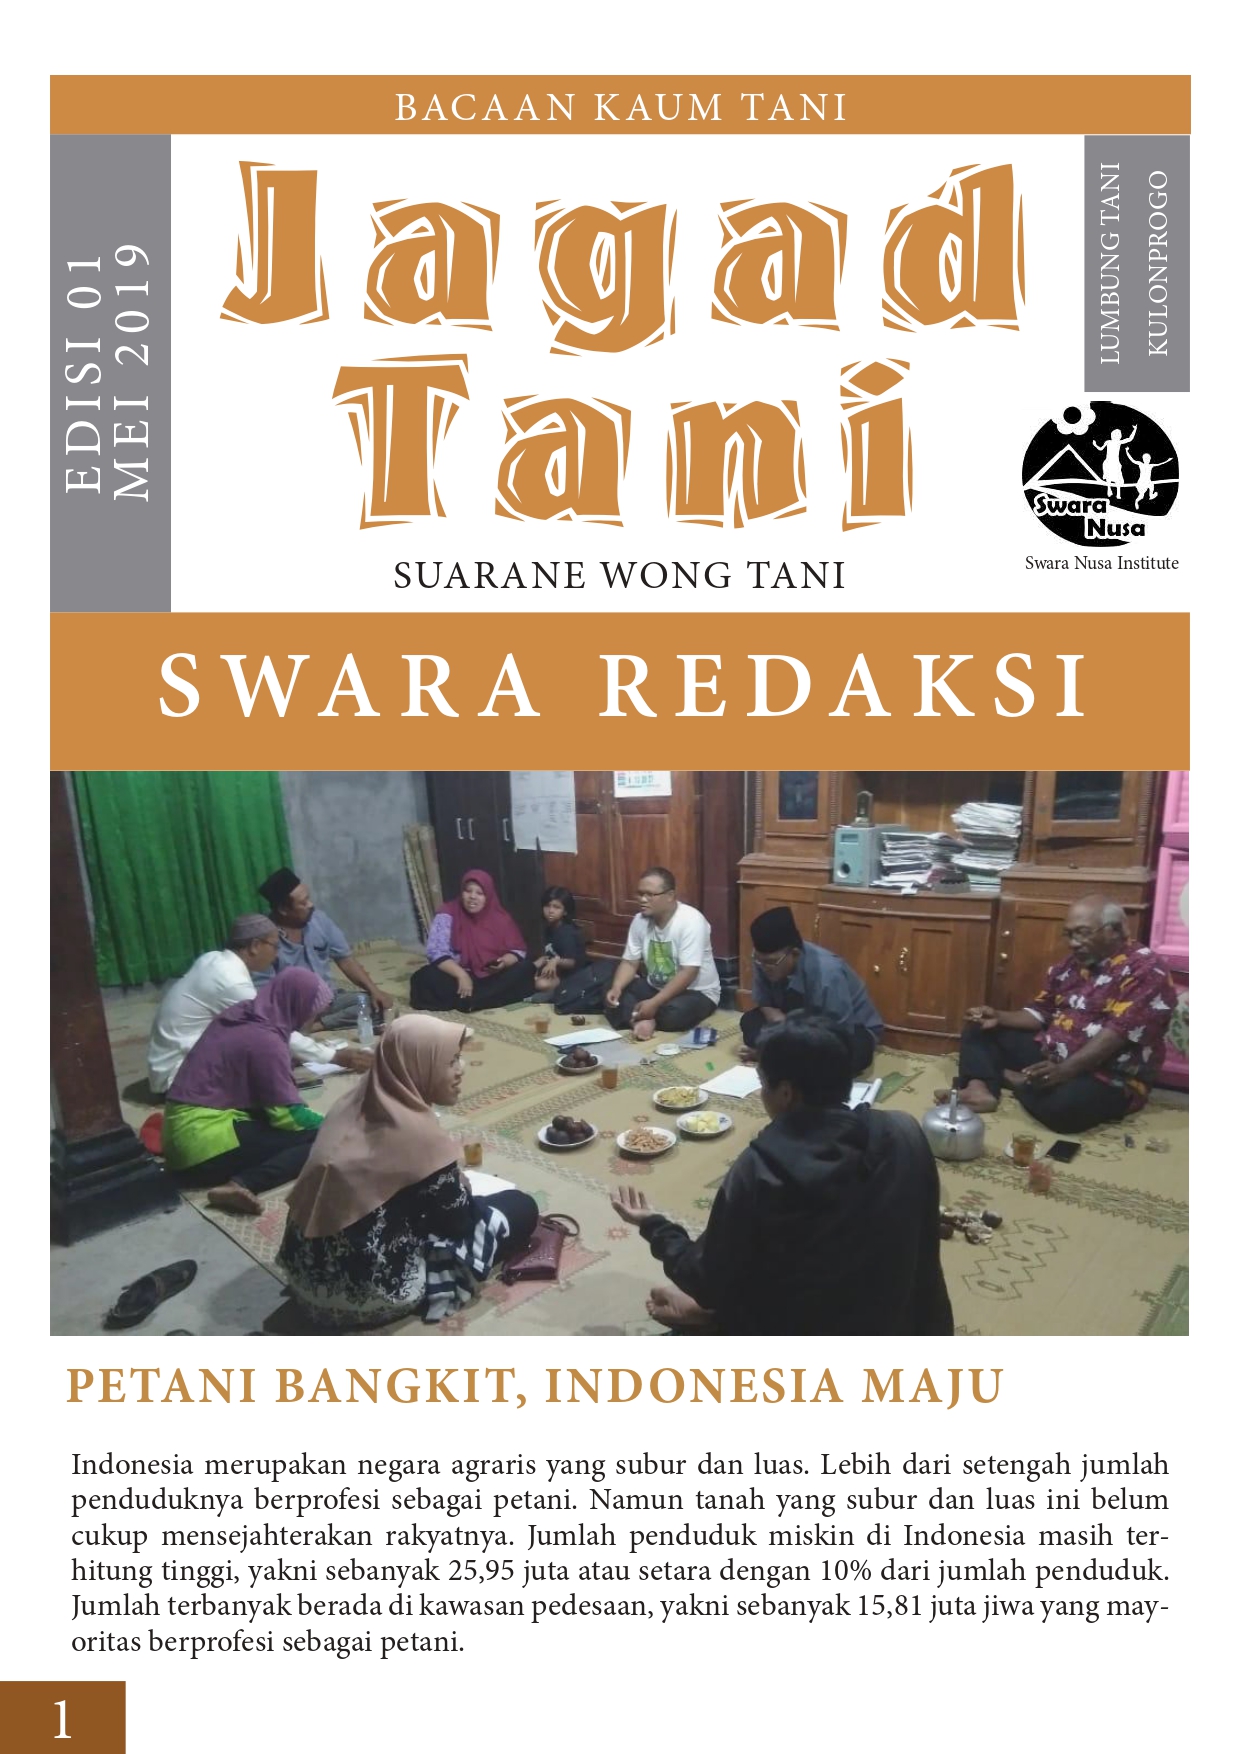 BACAAN KAUM TANI
EDISI 01
MEI 2019
Jagad
Tani
SUARANE WONG TANI
LUMBUNG TANI
KULONPROGO
Swara
Nusa
Swara Nusa Institute
SWARA REDAKSI
PETANI BANGKIT, INDONESIA MAJU
Indonesia merupakan negara agraris yang subur dan luas. Lebih dari setengah jumlah
penduduknya berprofesi sebagai petani. Namun tanah yang subur dan luas ini belum
cukup mensejahterakan rakyatnya. Jumlah penduduk miskin di Indonesia masih ter-
hitung tinggi, yakni sebanyak 25,95 juta atau setara dengan 10% dari jumlah penduduk.
Jumlah terbanyak berada di kawasan pedesaan, yakni sebanyak 15,81 juta jiwa yang may-
oritas berprofesi sebagai petani.
1